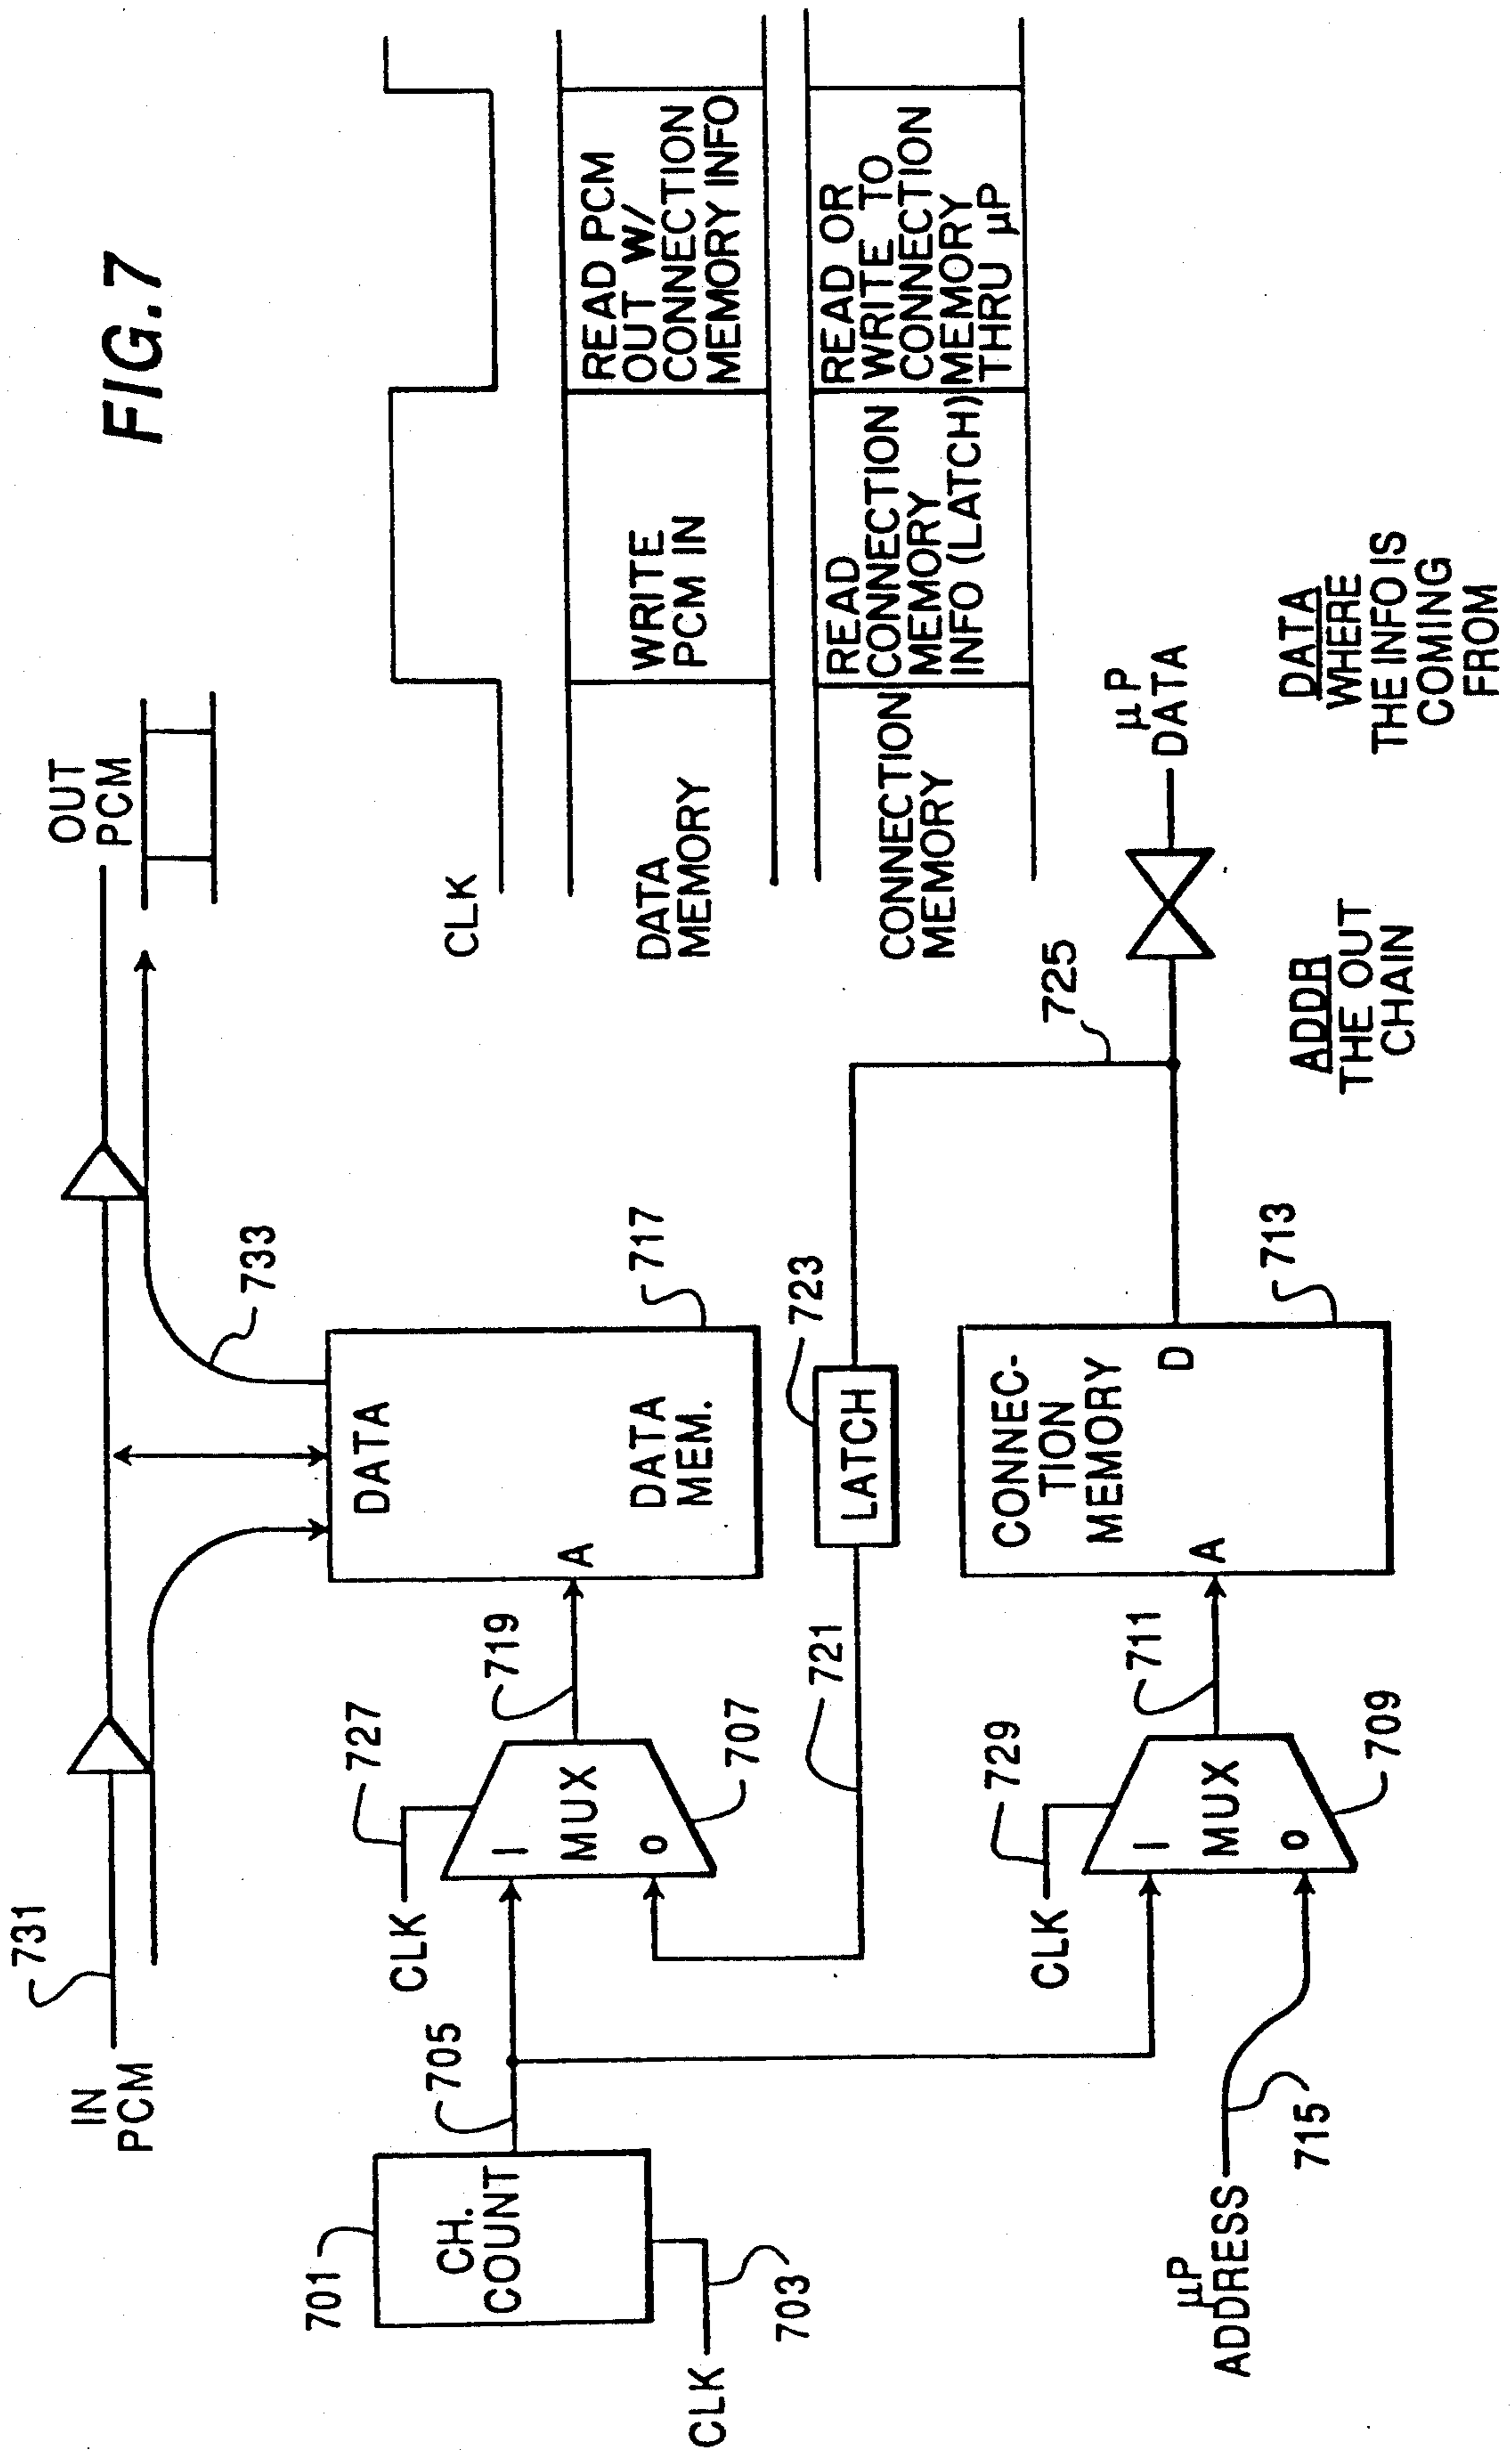 FIG.7
IN
PCM
731
OUT
PCM
733
701
CH.
COUNT
CLK
703
705
CLK
727
I
MUX
O
707
719
DATA
A
DATA
MEM.
717
721
LATCH
723
725
µP
ADDRESS
715
CLK
729
I
MUX
O
709
711
CONNEC-
TION
MEMORY
A
D
713
µP
DATA
ADDR
THE OUT
CHAIN
DATA
WHERE
THE INFO IS
COMING
FROM
CLK
DATA
MEMORY
WRITE
PCM IN
READ PCM
OUT W/
CONNECTION
MEMORY INFO
CONNECTION
MEMORY
READ
CONNECTION
MEMORY
INFO (LATCH)
READ OR
WRITE TO
CONNECTION
MEMORY
THRU µP